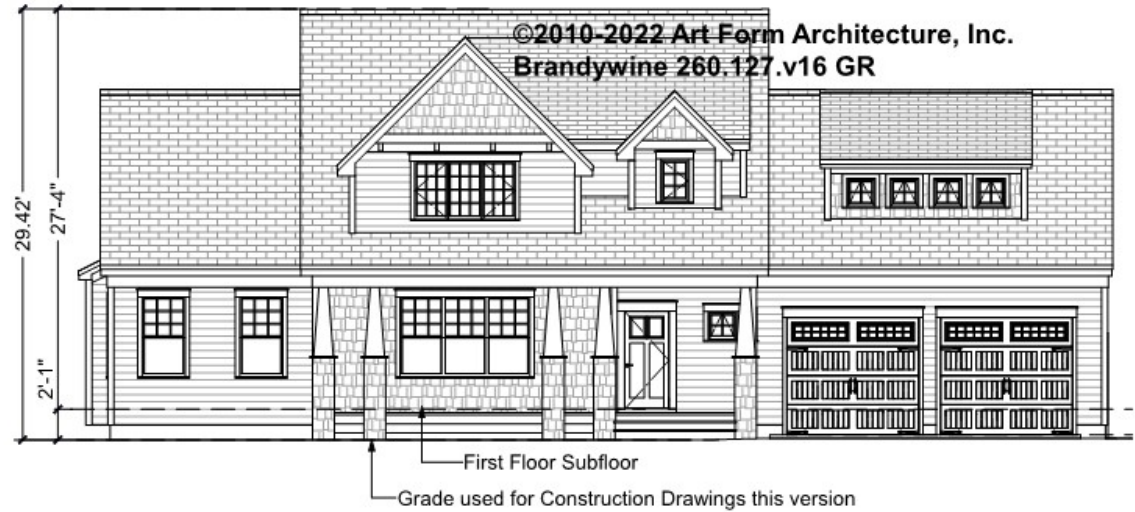 ©2010-2022 Art Form Architecture, Inc.
Brandywine 260.127.v16 GR
29.42'
27'-4"
2'-1"
First Floor Subfloor
Grade used for Construction Drawings this version